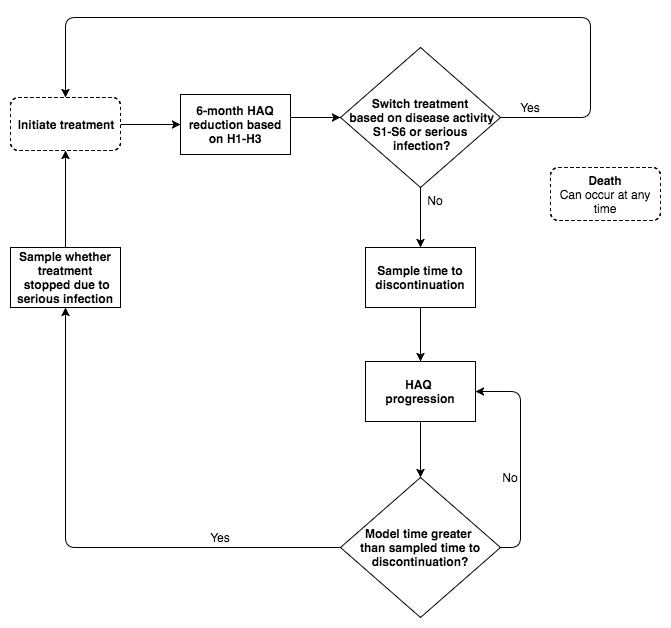 Initiate treatment
6-month HAQ
reduction based
on H1-H3
Switch treatment
based on disease activity
S1-S6 or serious
infection?
Yes
Death
Can occur at any
time
No
Sample whether
treatment
stopped due to
serious infection
Sample time to
discontinuation
HAQ
progression
No
Model time greater
than sampled time to
discontinuation?
Yes